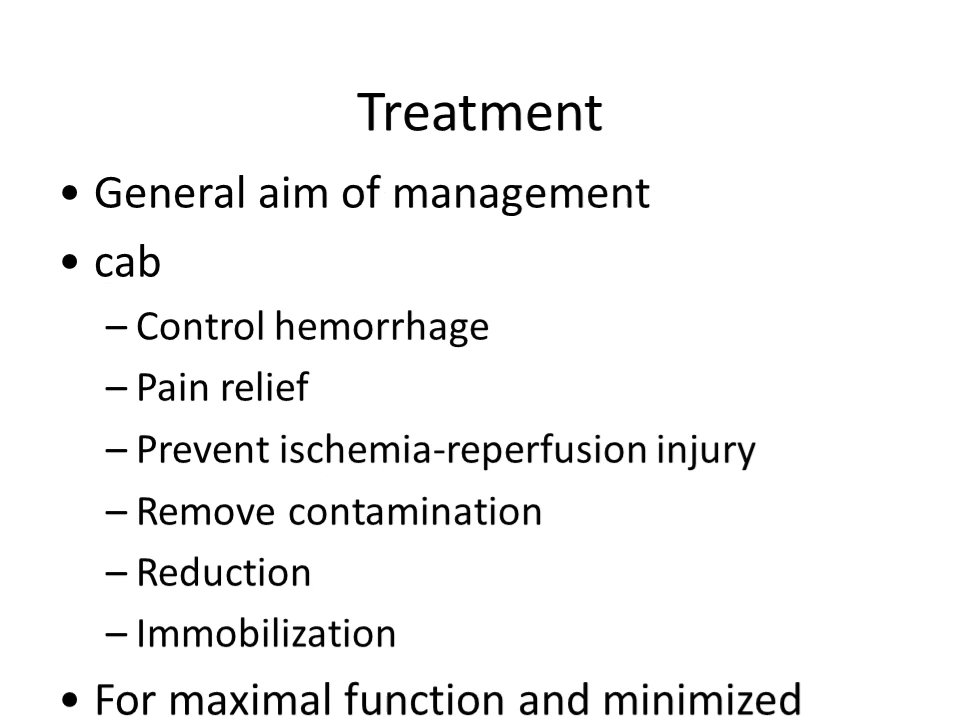 Treatment
• General aim of management
• cab
– Control hemorrhage
– Pain relief
– Prevent ischemia-reperfusion injury
– Remove contamination
– Reduction
– Immobilization
• For maximal function and minimized